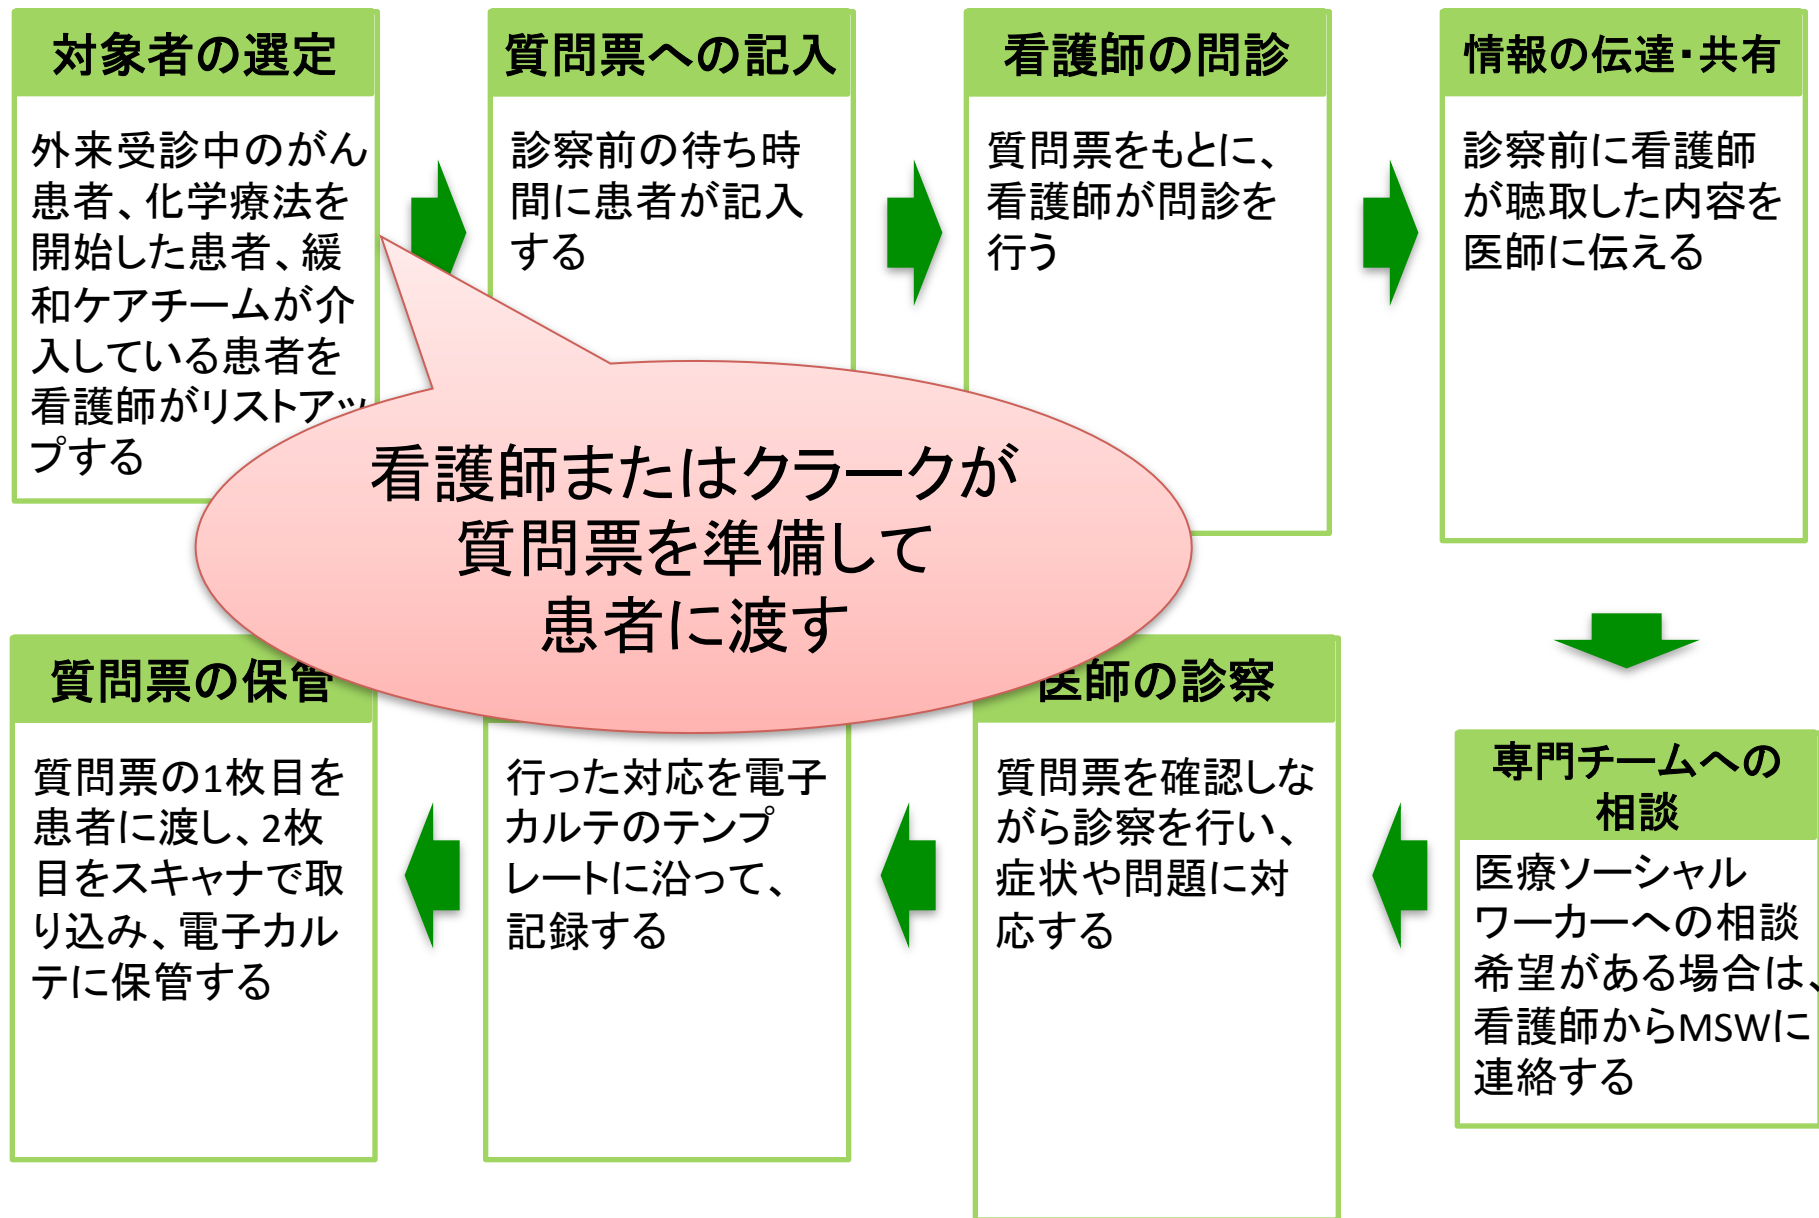 対象者の選定
外来受診中のがん
患者、化学療法を
開始した患者、緩
和ケアチームが介
入している患者を
看護師がリストアッ
プする
質問票への記入
診察前の待ち時
間に患者が記入
する
看護師の問診
質問票をもとに、
看護師が問診を
行う
情報の伝達・共有
診察前に看護師
が聴取した内容を
医師に伝える
看護師またはクラークが
質問票を準備して
患者に渡す
専門チームへの
相談
医療ソーシャル
ワーカーへの相談
希望がある場合は、
看護師からMSWに
連絡する
医師の診察
質問票を確認しな
がら診察を行い、
症状や問題に対
応する
行った対応を電子
カルテのテンプ
レートに沿って、
記録する
質問票の保管
質問票の1枚目を
患者に渡し、2枚
目をスキャナで取
り込み、電子カル
テに保管する